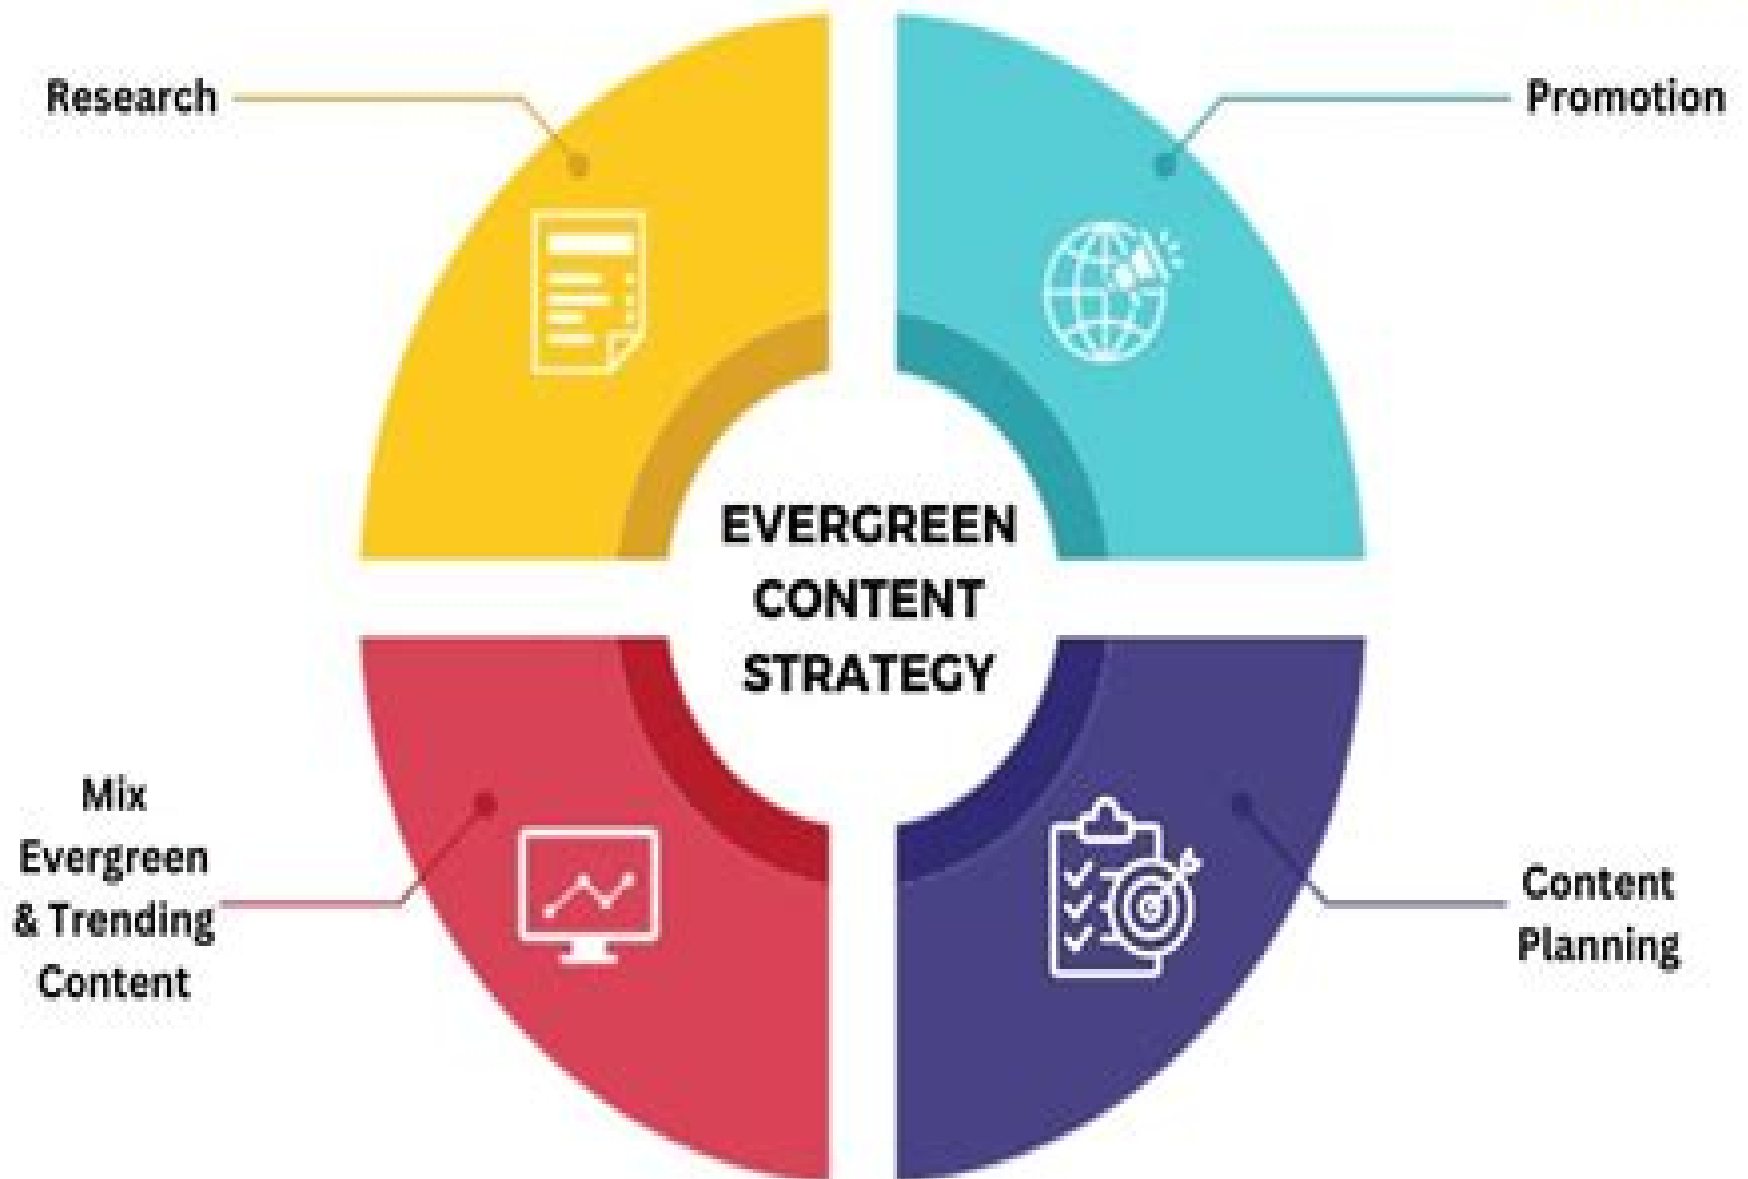 Research
Promotion
EVERGREEN
CONTENT
STRATEGY
Mix
Evergreen
& Trending
Content
Content
Planning